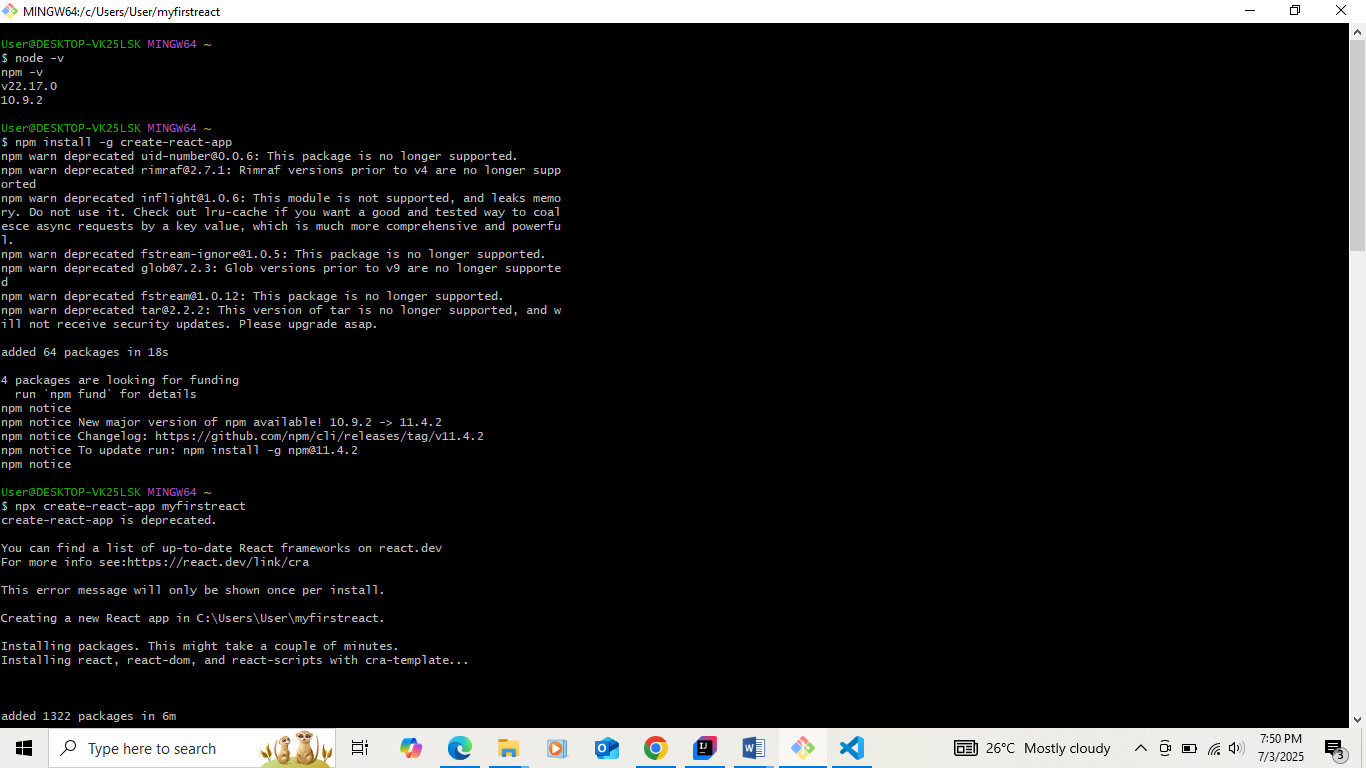 MINGW64:/c/Users/User/myfirstreact
User@DESKTOP-VK25LSK MINGW64 ~
$ node -v
npm -v
v22.17.0
10.9.2
User@DESKTOP-VK25LSK MINGW64 ~
$ npm install -g create-react-app
npm warn deprecated uid-number@0.0.6: This package is no longer supported.
npm warn deprecated rimraf@2.7.1: Rimraf versions prior to v4 are no longer supp
orted
npm warn deprecated inflight@1.0.6: This module is not supported, and leaks memo
ry. Do not use it. Check out lru-cache if you want a good and tested way to coal
esce async requests by a key value, which is much more comprehensive and powerfu
l.
npm warn deprecated fstream-ignore@1.0.5: This package is no longer supported.
npm warn deprecated glob@7.2.3: Glob versions prior to v9 are no longer supporte
d
npm warn deprecated fstream@1.0.12: This package is no longer supported.
npm warn deprecated tar@2.2.2: This version of tar is no longer supported, and w
ill not receive security updates. Please upgrade asap.
added 64 packages in 18s
4 packages are looking for funding
  run `npm fund` for details
npm notice
npm notice New major version of npm available! 10.9.2 -> 11.4.2
npm notice Changelog: https://github.com/npm/cli/releases/tag/v11.4.2
npm notice To update run: npm install -g npm@11.4.2
npm notice
User@DESKTOP-VK25LSK MINGW64 ~
$ npx create-react-app myfirstreact
create-react-app is deprecated.
You can find a list of up-to-date React frameworks on react.dev
For more info see:https://react.dev/link/cra
This error message will only be shown once per install.
Creating a new React app in C:\Users\User\myfirstreact.
Installing packages. This might take a couple of minutes.
Installing react, react-dom, and react-scripts with cra-template...
added 1322 packages in 6m
Type here to search
26°C Mostly cloudy
7:50 PM
7/3/2025
3